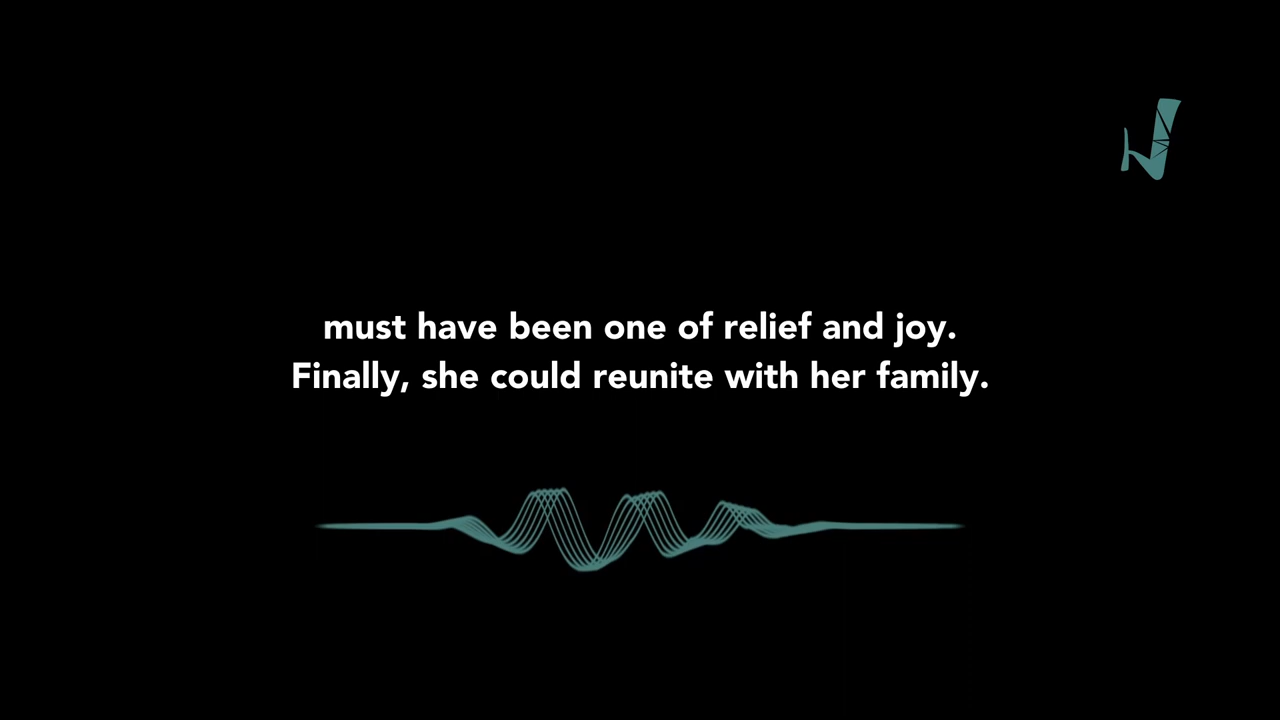 must have been one of relief and joy.
Finally, she could reunite with her family.